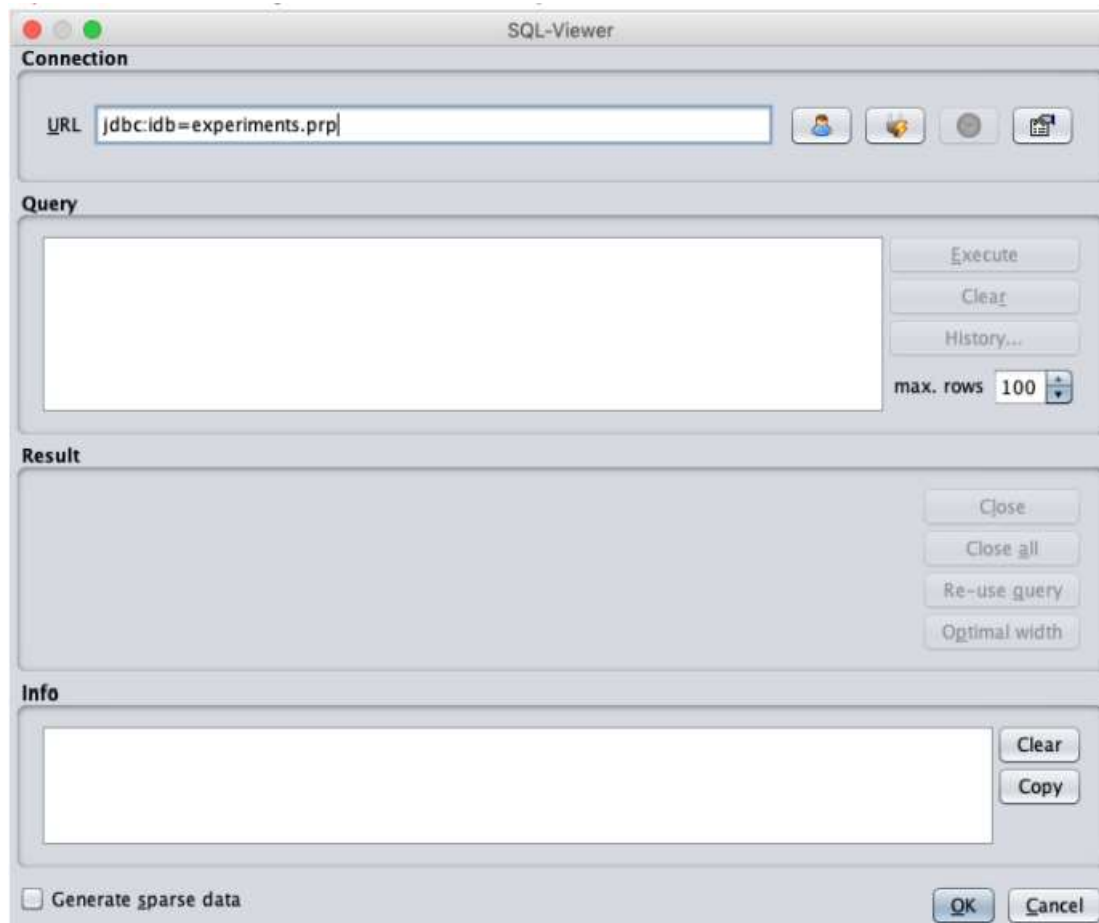 SQL-Viewer
Connection
URL jdbc:idb=experiments.prp
Query
Execute
Clear
History...
max. rows 100
Result
Close
Close all
Re-use query
Optimal width
Info
Clear
Copy
Generate sparse data
OK Cancel